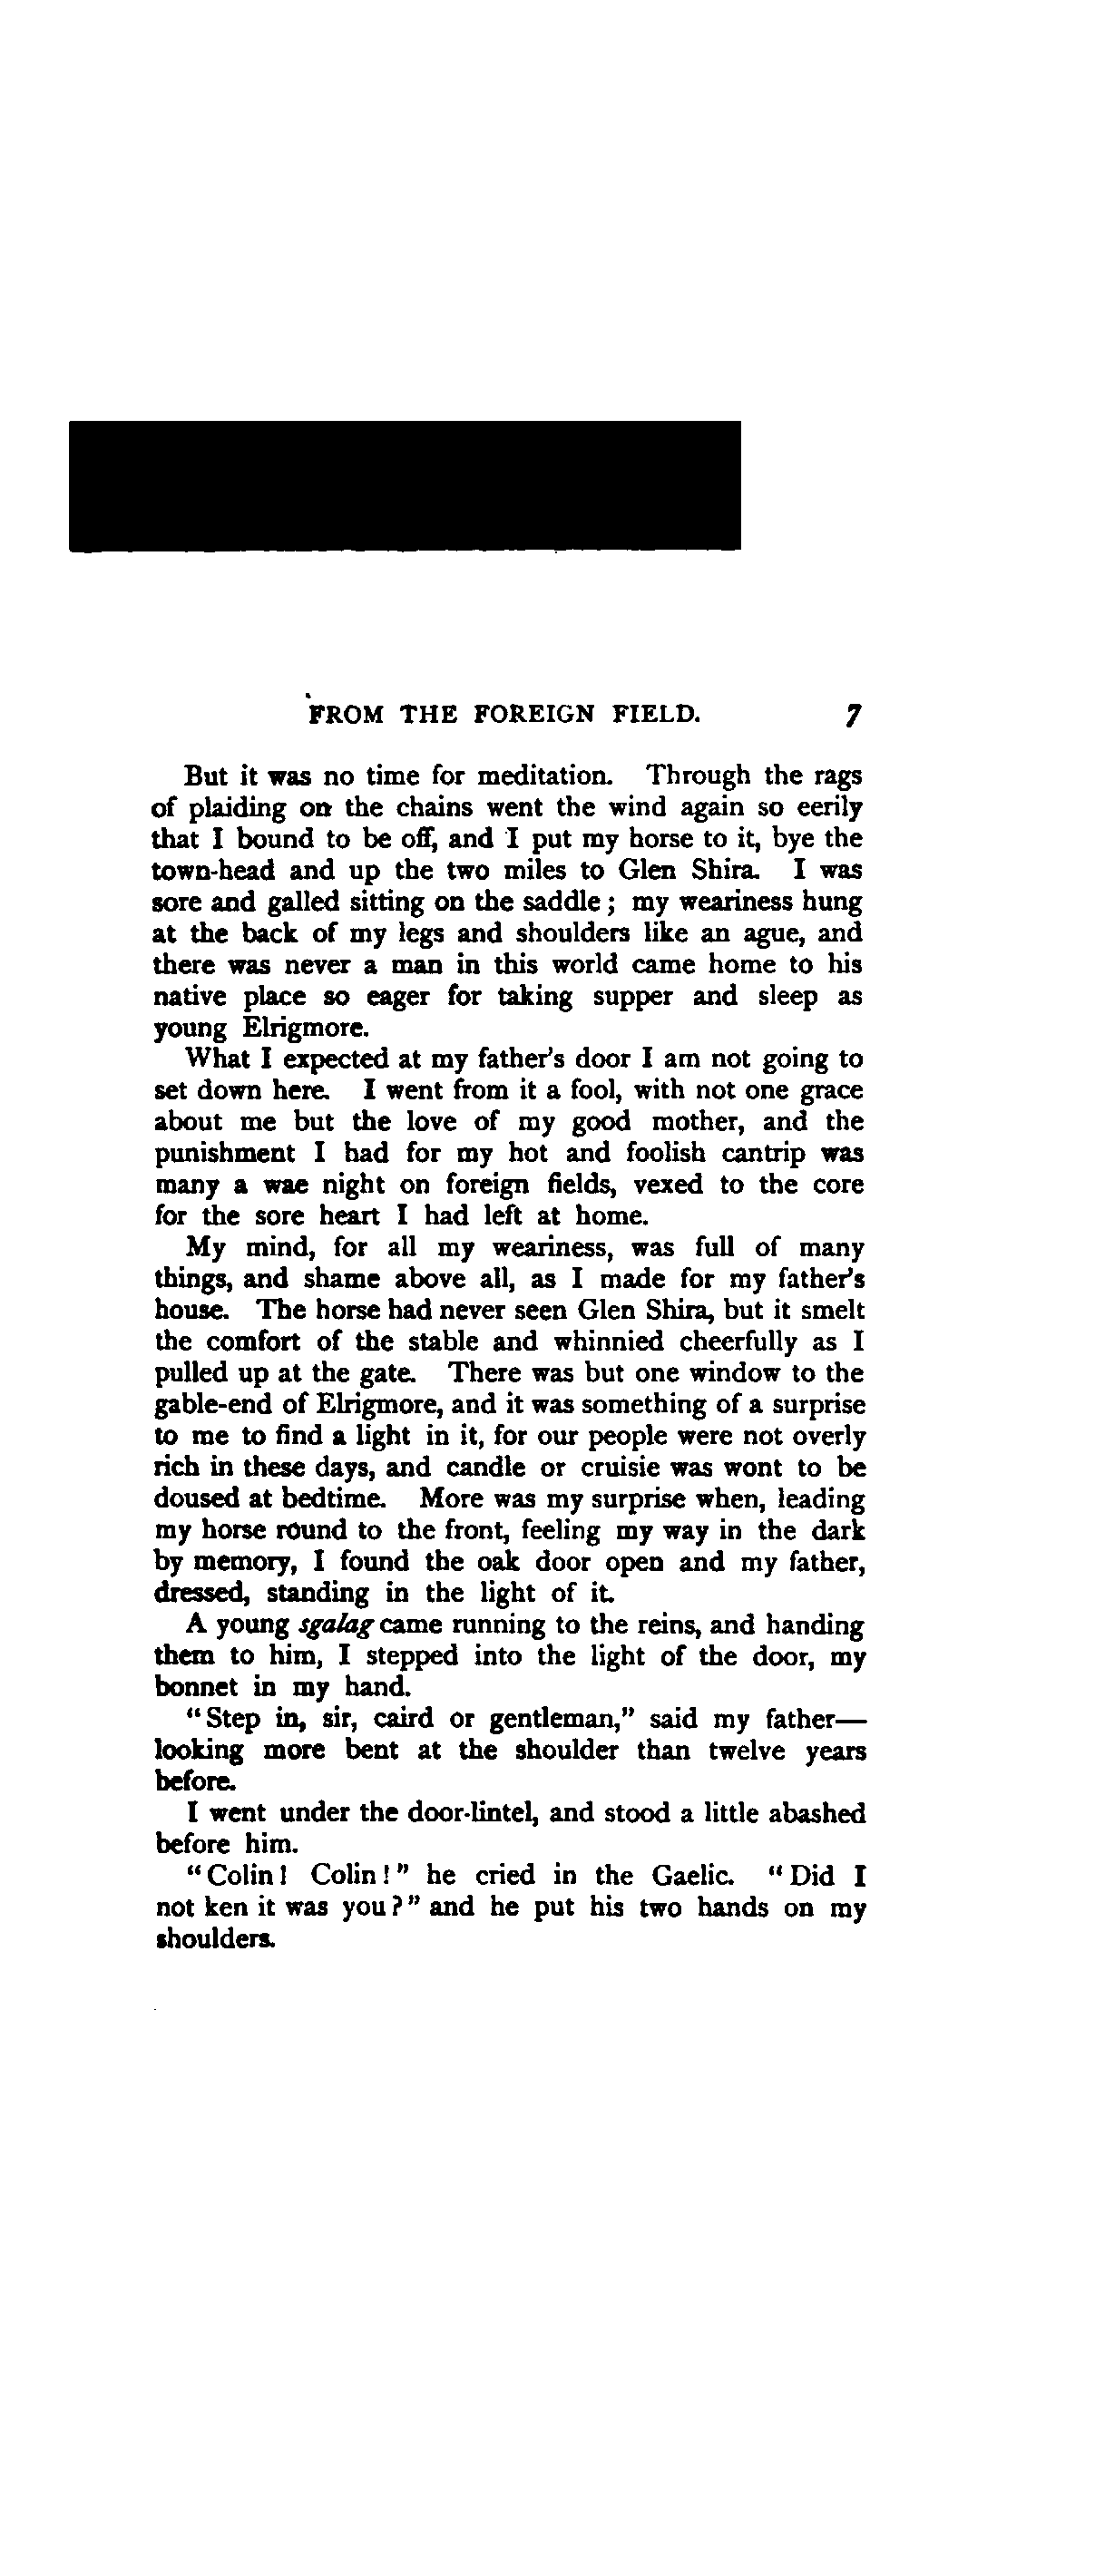 FROM THE FOREIGN FIELD. 7
But it was no time for meditation. Through the rags
of plaiding on the chains went the wind again so eerily
that I bound to be off, and I put my horse to it, bye the
town-head and up the two miles to Glen Shira. I was
sore and galled sitting on the saddle; my weariness hung
at the back of my legs and shoulders like an ague, and
there was never a man in this world came home to his
native place so eager for taking supper and sleep as
young Elrigmore.
What I expected at my father's door I am not going to
set down here. I went from it a fool, with not one grace
about me but the love of my good mother, and the
punishment I had for my hot and foolish cantrip was
many a wae night on foreign fields, vexed to the core
for the sore heart I had left at home.
My mind, for all my weariness, was full of many
things, and shame above all, as I made for my father's
house. The horse had never seen Glen Shira, but it smelt
the comfort of the stable and whinnied cheerfully as I
pulled up at the gate. There was but one window to the
gable-end of Elrigmore, and it was something of a surprise
to me to find a light in it, for our people were not overly
rich in these days, and candle or cruisie was wont to be
doused at bedtime. More was my surprise when, leading
my horse round to the front, feeling my way in the dark
by memory, I found the oak door open and my father,
dressed, standing in the light of it.
A young sgalag came running to the reins, and handing
them to him, I stepped into the light of the door, my
bonnet in my hand.
"Step in, sir, caird or gentleman," said my father—
looking more bent at the shoulder than twelve years
before.
I went under the door-lintel, and stood a little abashed
before him.
"Colin! Colin!" he cried in the Gaelic. "Did I
not ken it was you?" and he put his two hands on my
shoulders.